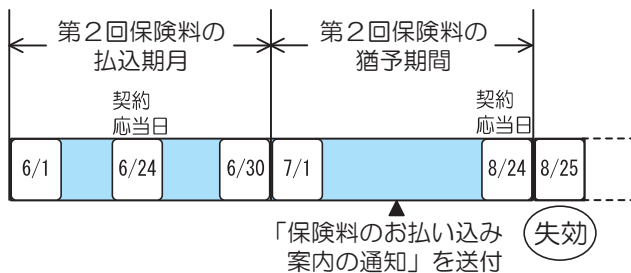 第２回保険料の
払込期月
第２回保険料の
猶予期間
契約
応当日
契約
応当日
6/1
6/24
6/30
7/1
8/24
8/25
「保険料のお払い込み
案内の通知」を送付
失効